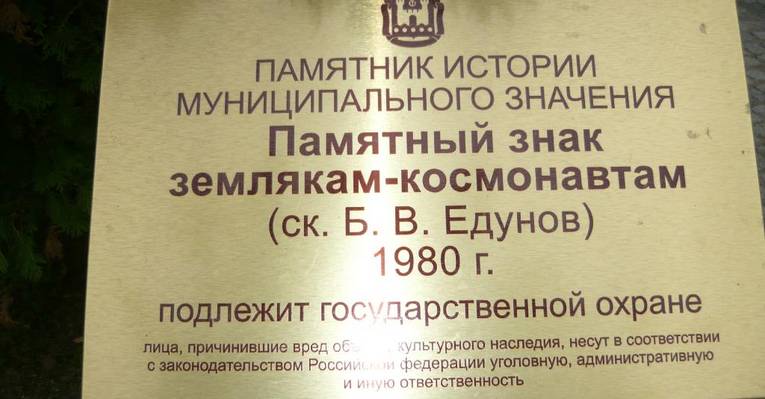 ПАМЯТНИК ИСТОРИИ
МУНИЦИПАЛЬНОГО ЗНАЧЕНИЯ
Памятный знак
землякам-космонавтам
(ск. Б. В. Едунов)
1980 г.
подлежит государственной охране
лица, причинившие вред культурного наследия, несут в соответствии
с законодательством Российской федерации уголовную, административную
и иную ответственность